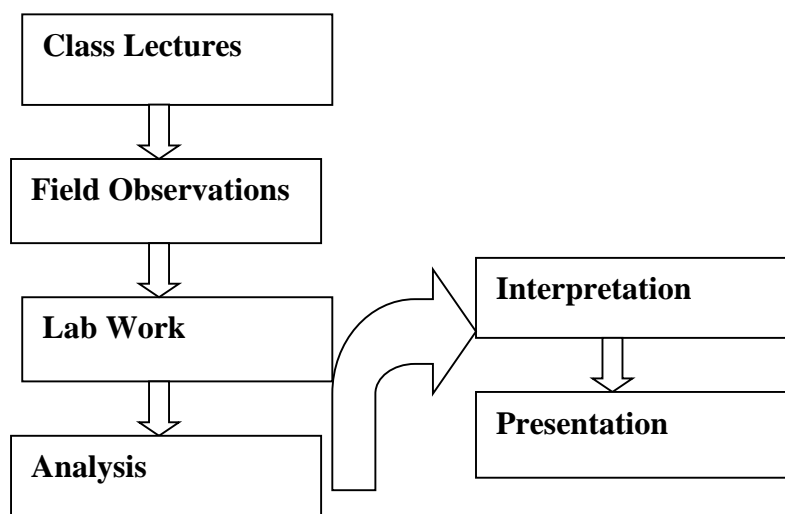 Class Lectures
Field Observations
Lab Work
Analysis
Interpretation
Presentation